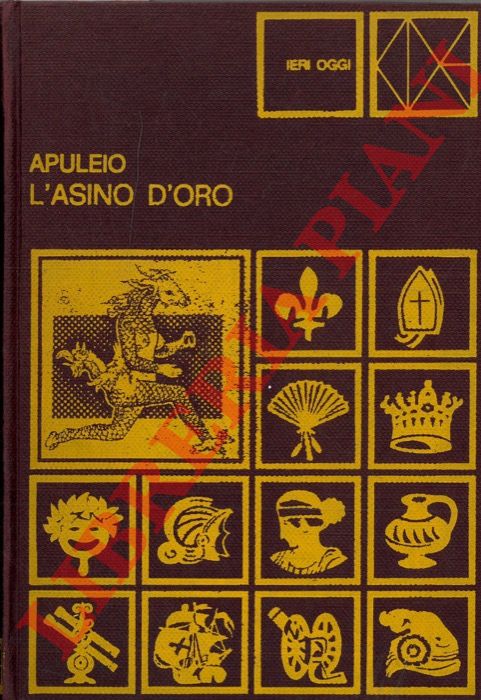 IERI OGGI
APULEIO
L'ASINO D'ORO
LIBRERIA PIANI